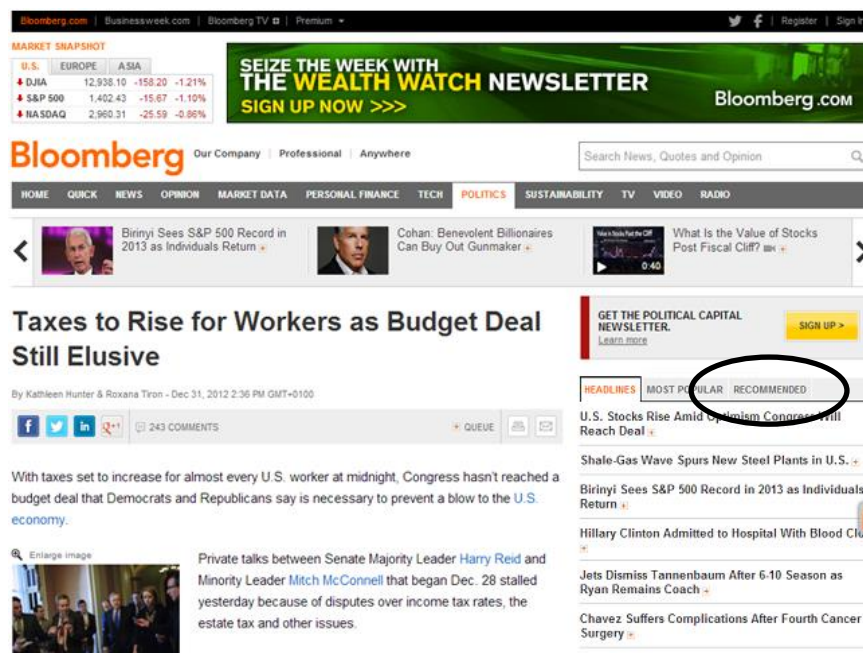 Bloomberg.com | Businessweek.com | Bloomberg TV | Premium
Register | Sign In
MARKET SNAPSHOT
U.S. EUROPE ASIA
DJIA 12,938.10 -158.20 -1.21%
S&P 500 1,402.43 -15.67 -1.10%
NASDAQ 2,960.31 -25.59 -0.86%
SEIZE THE WEEK WITH
THE WEALTH WATCH NEWSLETTER
SIGN UP NOW >>>
Bloomberg.COM
Bloomberg
Our Company | Professional | Anywhere
Search News, Quotes and Opinion
HOME QUICK NEWS OPINION MARKET DATA PERSONAL FINANCE TECH POLITICS SUSTAINABILITY TV VIDEO RADIO
Birinyi Sees S&P 500 Record in
2013 as Individuals Return
Cohan: Benevolent Billionaires
Can Buy Out Gunmaker
0:40
What Is the Value of Stocks
Post Fiscal Cliff?
Taxes to Rise for Workers as Budget Deal
Still Elusive
By Kathleen Hunter & Roxana Tiron - Dec 31, 2012 2:36 PM GMT+0100
243 COMMENTS
QUEUE
With taxes set to increase for almost every U.S. worker at midnight, Congress hasn't reached a
budget deal that Democrats and Republicans say is necessary to prevent a blow to the U.S.
economy.
Enlarge image
Private talks between Senate Majority Leader Harry Reid and
Minority Leader Mitch McConnell that began Dec. 28 stalled
yesterday because of disputes over income tax rates, the
estate tax and other issues.
GET THE POLITICAL CAPITAL
NEWSLETTER.
Learn more
SIGN UP >
HEADLINES MOST POPULAR RECOMMENDED
U.S. Stocks Rise Amid Optimism Congress Will
Reach Deal
Shale-Gas Wave Spurs New Steel Plants in U.S.
Birinyi Sees S&P 500 Record in 2013 as Individuals
Return
Hillary Clinton Admitted to Hospital With Blood
Jets Dismiss Tannenbaum After 6-10 Season as
Ryan Remains Coach
Chavez Suffers Complications After Fourth Cancer
Surgery